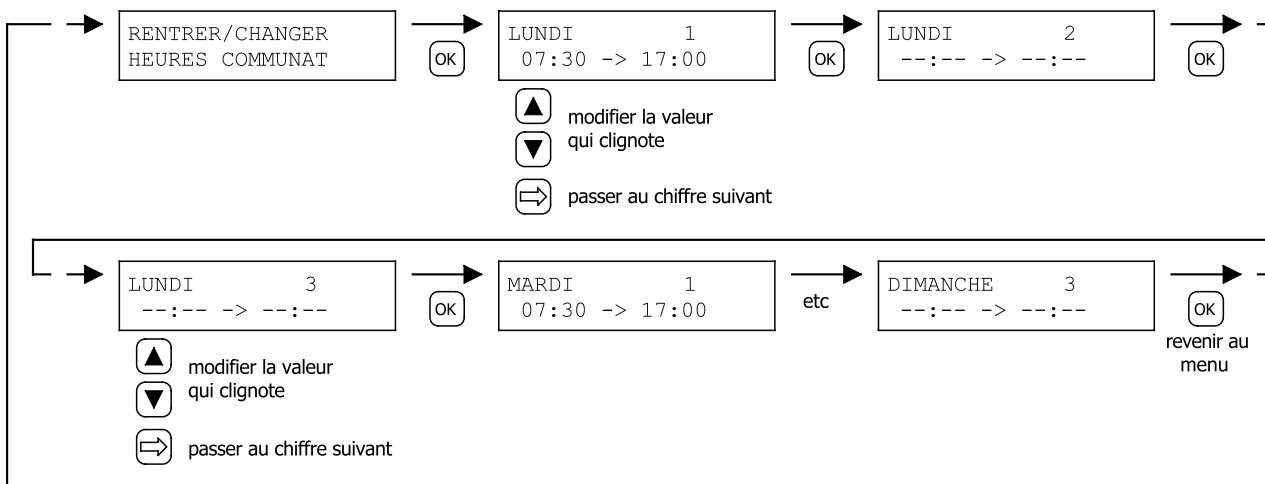 RENTRER/CHANGER
HEURES COMMUNAT
OK
LUNDI 1
07:30 -> 17:00
OK
LUNDI 2
--:-- -> --:--
OK
modifier la valeur
qui clignote
passer au chiffre suivant
LUNDI 3
--:-- -> --:--
OK
MARDI 1
07:30 -> 17:00
etc
DIMANCHE 3
--:-- -> --:--
OK
revenir au
menu
modifier la valeur
qui clignote
passer au chiffre suivant